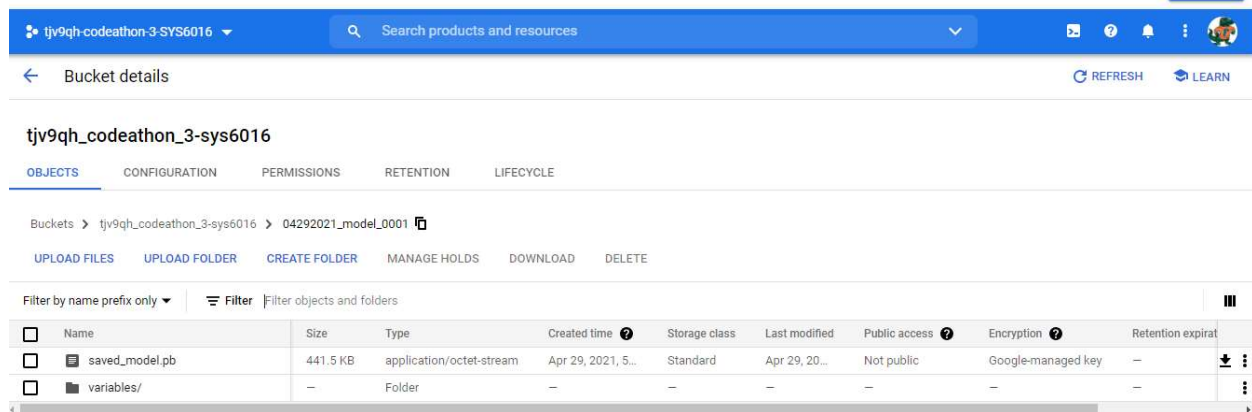 tjv9qh-codeathon-3-SYS6016 Search products and resources
Bucket details REFRESH LEARN
tjv9qh_codeathon_3-sys6016
OBJECTS CONFIGURATION PERMISSIONS RETENTION LIFECYCLE
Buckets > tjv9qh_codeathon_3-sys6016 > 04292021_model_0001
UPLOAD FILES UPLOAD FOLDER CREATE FOLDER MANAGE HOLDS DOWNLOAD DELETE
Filter by name prefix only Filter Filter objects and folders
Name Size Type Created time Storage class Last modified Public access Encryption Retention expirat
saved_model.pb 441.5 KB application/octet-stream Apr 29, 2021, 5... Standard Apr 29, 20... Not public Google-managed key —
variables/ — Folder — — — — — —